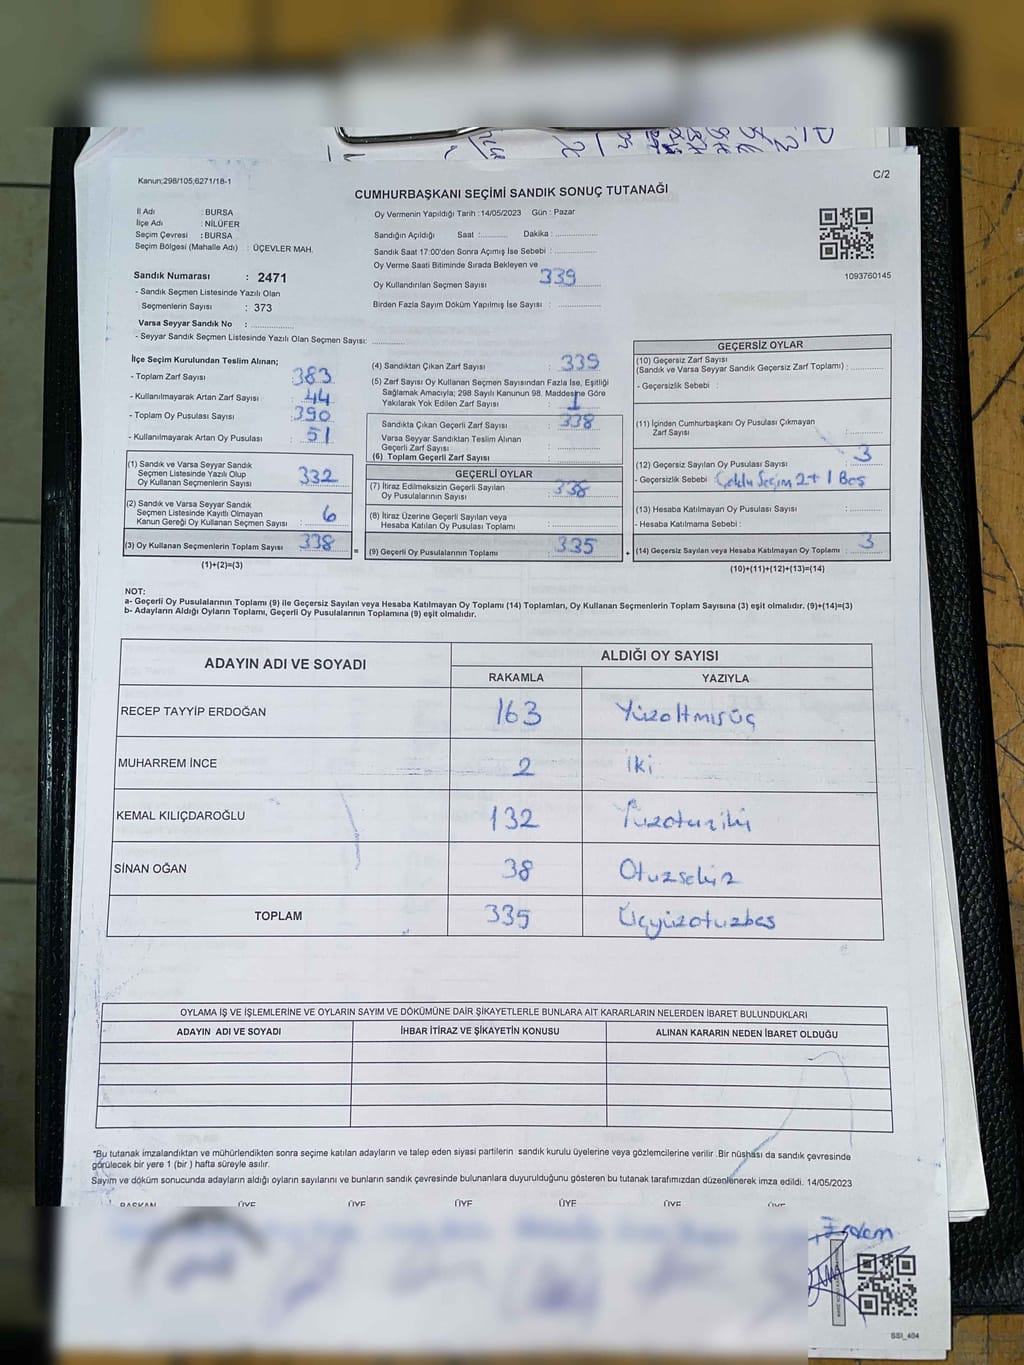 Kanun;298/105;6271/18-1
C/2
CUMHURBAŞKANI SEÇİMİ SANDIK SONUÇ TUTANAĞI
İl Adı : BURSA
İlçe Adı : NİLÜFER
Seçim Çevresi : BURSA
Seçim Bölgesi (Mahalle Adı) : ÜÇEVLER MAH.
Sandık Numarası : 2471
- Sandık Seçmen Listesinde Yazılı Olan
Seçmenlerin Sayısı : 373
Varsa Seyyar Sandık No : ..............
- Seyyar Sandık Seçmen Listesinde Yazılı Olan Seçmen Sayısı: ..............
Oy Vermenin Yapıldığı Tarih :14/05/2023 Gün : Pazar
Sandığın Açıldığı Saat :......... Dakika : ..............
Sandık Saat 17:00'den Sonra Açımış İse Sebebi : ..............
Oy Verme Saati Bitiminde Sırada Bekleyen ve
Oy Kullandırılan Seçmen Sayısı 339
Birden Fazla Sayım Döküm Yapılmış İse Sayısı : ..............
1093760145
İlçe Seçim Kurulundan Teslim Alınan;
- Toplam Zarf Sayısı : 383
- Kullanılmayarak Artan Zarf Sayısı : 44
- Toplam Oy Pusulası Sayısı : 390
- Kullanılmayarak Artan Oy Pusulası : 51
(1) Sandık ve Varsa Seyyar Sandık
Seçmen Listesinde Yazılı Olup
Oy Kullanan Seçmenlerin Sayısı : 332
(2) Sandık ve Varsa Seyyar Sandık
Seçmen Listesinde Kayıtlı Olmayan
Kanun Gereği Oy Kullanan Seçmen Sayısı : 6
(3) Oy Kullanan Seçmenlerin Toplam Sayısı : 338
(1)+(2)=(3)
(4) Sandıktan Çıkan Zarf Sayısı : 339
(5) Zarf Sayısı Oy Kullanan Seçmen Sayısından Fazla İse, Eşitliği
Sağlamak Amacıyla; 298 Sayılı Kanunun 98. Maddesine Göre
Yakılarak Yok Edilen Zarf Sayısı : 1
Sandıkta Çıkan Geçerli Zarf Sayısı : 338
Varsa Seyyar Sandıktan Teslim Alınan
Geçerli Zarf Sayısı :
(6) Toplam Geçerli Zarf Sayısı :
GEÇERLİ OYLAR
(7) İtiraz Edilmeksizin Geçerli Sayılan
Oy Pusulalarının Sayısı : 338
(8) İtiraz Üzerine Geçerli Sayılan veya
Hesaba Katılan Oy Pusulası Toplamı :
(9) Geçerli Oy Pusulalarının Toplamı : 335
=
+
GEÇERSİZ OYLAR
(10) Geçersiz Zarf Sayısı
(Sandık ve Varsa Seyyar Sandık Geçersiz Zarf Toplamı) : ..........
- Geçersizlik Sebebi :
(11) İçinden Cumhurbaşkanı Oy Pusulası Çıkmayan
Zarf Sayısı : ..........
(12) Geçersiz Sayılan Oy Pusulası Sayısı : 3
- Geçersizlik Sebebi : Çoklu Seçim 2+1 Boş
(13) Hesaba Katılmayan Oy Pusulası Sayısı : ..........
- Hesaba Katılmama Sebebi :
(14) Geçersiz Sayılan veya Hesaba Katılmayan Oy Toplamı : 3
(10)+(11)+(12)+(13)=(14)
NOT:
a- Geçerli Oy Pusulalarının Toplamı (9) ile Geçersiz Sayılan veya Hesaba Katılmayan Oy Toplamı (14) Toplamları, Oy Kullanan Seçmenlerin Toplam Sayısına (3) eşit olmalıdır. (9)+(14)=(3)
b- Adayların Aldığı Oyların Toplamı, Geçerli Oy Pusulalarının Toplamına (9) eşit olmalıdır.
ADAYIN ADI VE SOYADI
ALDIĞI OY SAYISI
RAKAMLA YAZIYLA
RECEP TAYYİP ERDOĞAN 163 Yüzaltmışüç
MUHARREM İNCE 2 İki
KEMAL KILIÇDAROĞLU 132 Yüzotuziki
SİNAN OĞAN 38 Otuzsekiz
TOPLAM 335 Üçyüzotuzbeş
OYLAMA İŞ VE İŞLEMLERİNE VE OYLARIN SAYIM VE DÖKÜMÜNE DAİR ŞİKAYETLERLE BUNLARA AİT KARARLARIN NELERDEN İBARET BULUNDUKLARI
ADAYIN ADI VE SOYADI İHBAR İTİRAZ VE ŞİKAYETİN KONUSU ALINAN KARARIN NEDEN İBARET OLDUĞU
*Bu tutanak imzalandıktan ve mühürlendikten sonra seçime katılan adayların ve talep eden siyasi partilerin sandık kurulu üyelerine veya gözlemcilerine verilir .Bir nüshası da sandık çevresinde
görülecek bir yere 1 (bir ) hafta süreyle asılır.
Sayım ve döküm sonucunda adayların aldığı oyların sayılarını ve bunların sandık çevresinde bulunanlara duyurulduğunu gösteren bu tutanak tarafımızdan düzenlenerek imza edildi. 14/05/2023
BAŞKAN ÜYE ÜYE ÜYE ÜYE ÜYE ÜYE
Erdem
SSI_404